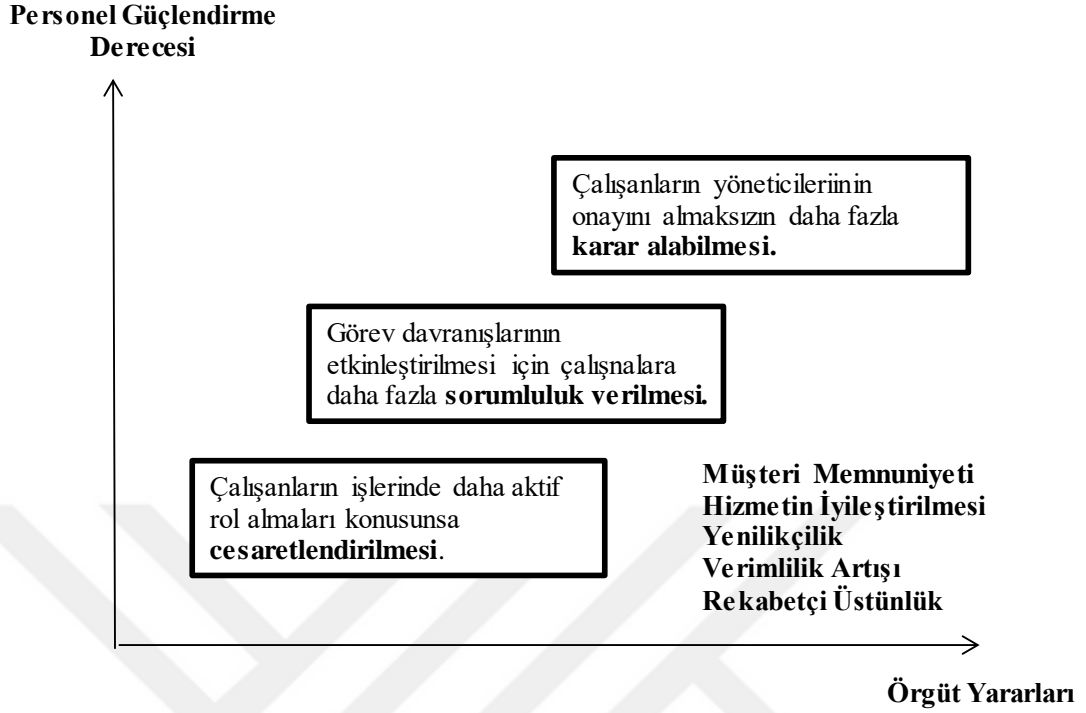 Personel Güçlendirme
Derecesi
Çalışanların yöneticileriinin
onayını almaksızın daha fazla
karar alabilmesi.
Görev davranışlarının
etkinleştirilmesi için çalışnalara
daha fazla sorumluluk verilmesi.
Çalışanların işlerinde daha aktif
rol almaları konusunsa
cesaretlendirilmesi.
Müşteri Memnuniyeti
Hizmetin İyileştirilmesi
Yenilikçilik
Verimlilik Artışı
Rekabetçi Üstünlük
Örgüt Yararları